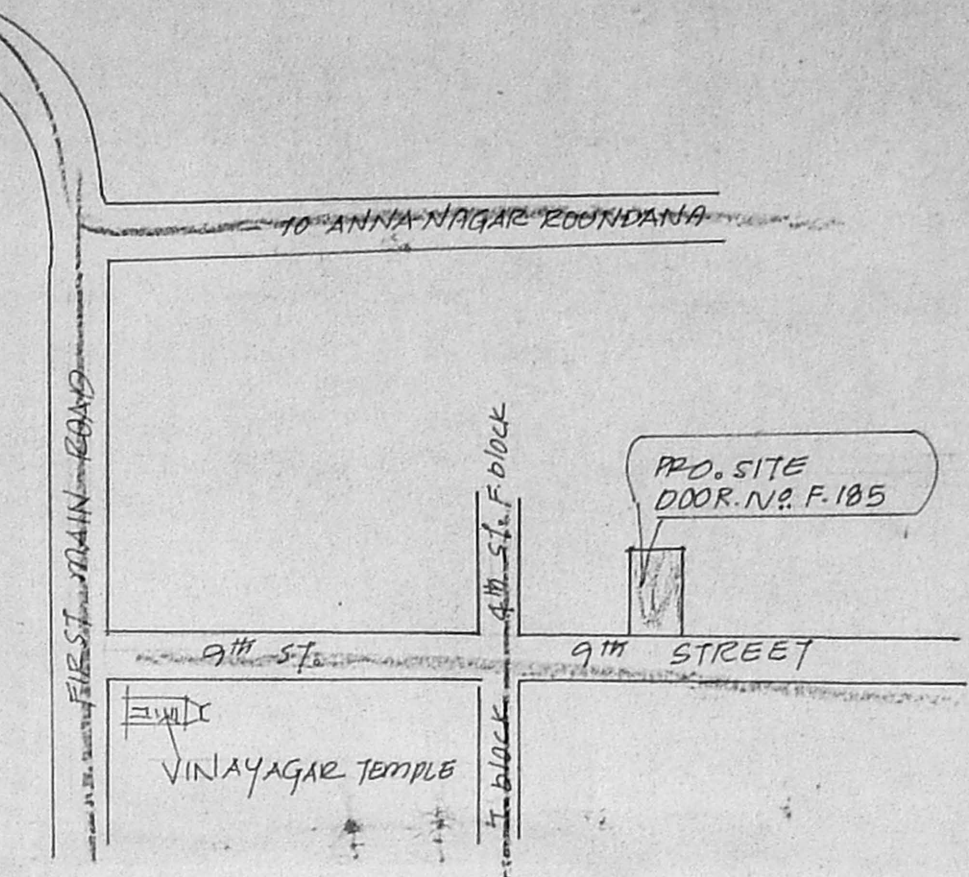 TO ANNA-NAGAR ROUNDANA
FIRST MAIN ROAD
4th St. F. block
PRO. SITE
DOOR. No. F. 185
9TH ST.
9TH STREET
VINAYAGAR TEMPLE
block